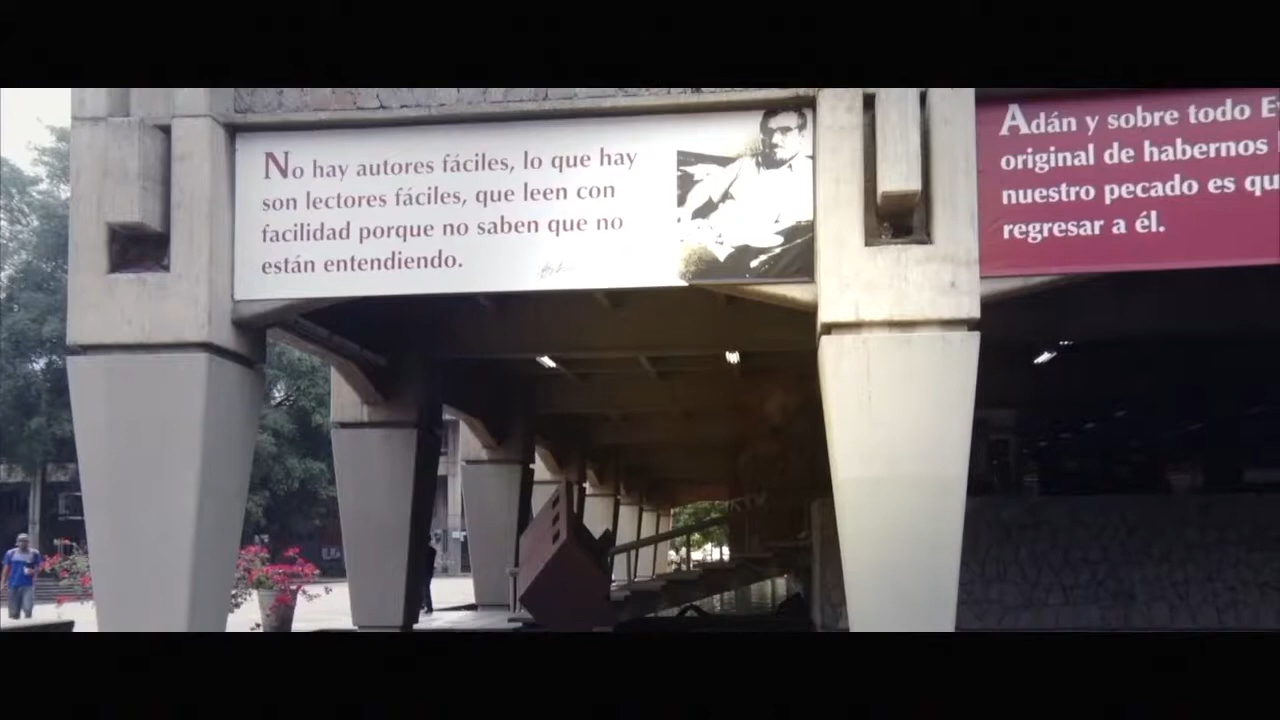 No hay autores fáciles, lo que hay
son lectores fáciles, que leen con
facilidad porque no saben que no
están entendiendo.
Adán y sobre todo E
original de habernos
nuestro pecado es qu
regresar a él.